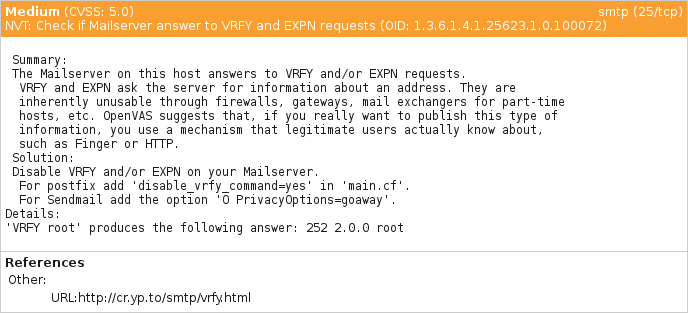 Medium (CVSS: 5.0) smtp (25/tcp)
NVT: Check if Mailserver answer to VRFY and EXPN requests (OID: 1.3.6.1.4.1.25623.1.0.100072)
Summary:
The Mailserver on this host answers to VRFY and/or EXPN requests.
VRFY and EXPN ask the server for information about an address. They are
inherently unusable through firewalls, gateways, mail exchangers for part-time
hosts, etc. OpenVAS suggests that, if you really want to publish this type of
information, you use a mechanism that legitimate users actually know about,
such as Finger or HTTP.
Solution:
Disable VRFY and/or EXPN on your Mailserver.
For postfix add 'disable_vrfy_command=yes' in 'main.cf'.
For Sendmail add the option 'O PrivacyOptions=goaway'.
Details:
'VRFY root' produces the following answer: 252 2.0.0 root
References
Other:
URL:http://cr.yp.to/smtp/vrfy.html